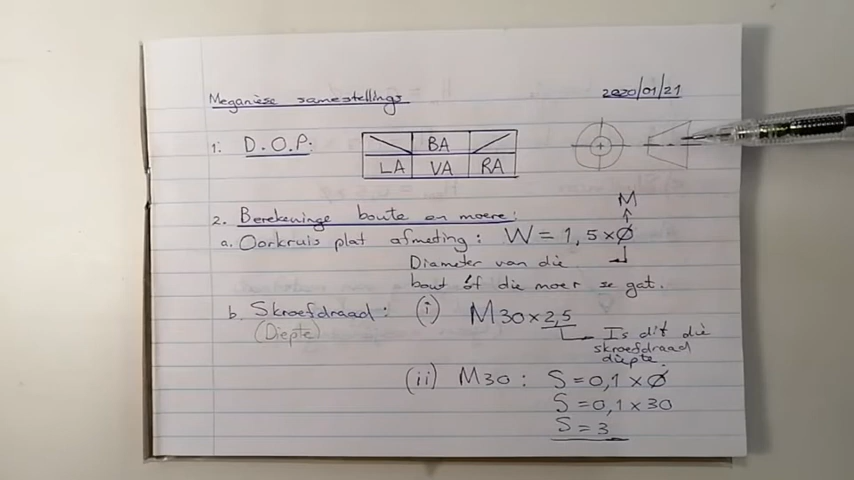 Meganiese samestellings 2020/01/21
1. D.O.P:
BA
LA VA RA
M
2. Berekeninge boute en moere:
a. Oorkruis plat afmeting: W = 1,5 × Ø
Diameter van die
bout óf die moer se gat.
b. Skroefdraad: (i) M30 × 2,5
(Diepte)
Is dit die
skroefdraad
diepte.
(ii) M30: S = 0,1 × Ø
S = 0,1 × 30
S = 3